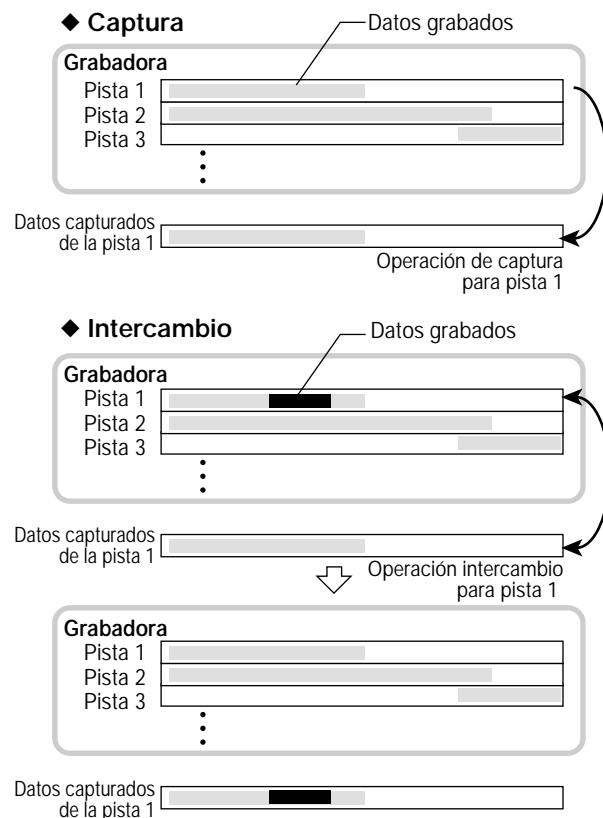 ◆ Captura
Datos grabados
Grabadora
Pista 1
Pista 2
Pista 3
Datos capturados
de la pista 1
Operación de captura
para pista 1
◆ Intercambio
Datos grabados
Grabadora
Pista 1
Pista 2
Pista 3
Datos capturados
de la pista 1
Operación intercambio
para pista 1
Grabadora
Pista 1
Pista 2
Pista 3
Datos capturados
de la pista 1